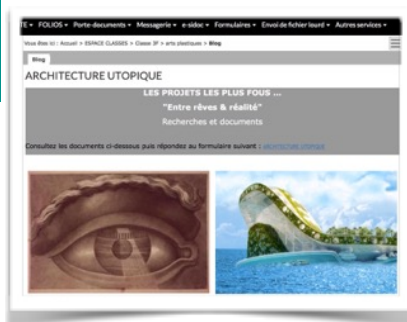 TE ▾ FOLIOS ▾ Porte-documents ▾ Messagerie ▾ e-sidoc ▾ Formulaires ▾ Envoi de fichier lourd ▾ Autres services ▾
Vous êtes ici : Accueil > ESPACE CLASSES > Classe 3F > arts plastiques > Blog
Blog
ARCHITECTURE UTOPIQUE
LES PROJETS LES PLUS FOUS ...
"Entre rêves & réalité"
Recherches et documents
Consultez les documents ci-dessous puis répondez au formulaire suivant : ARCHITECTURE UTOPIQUE